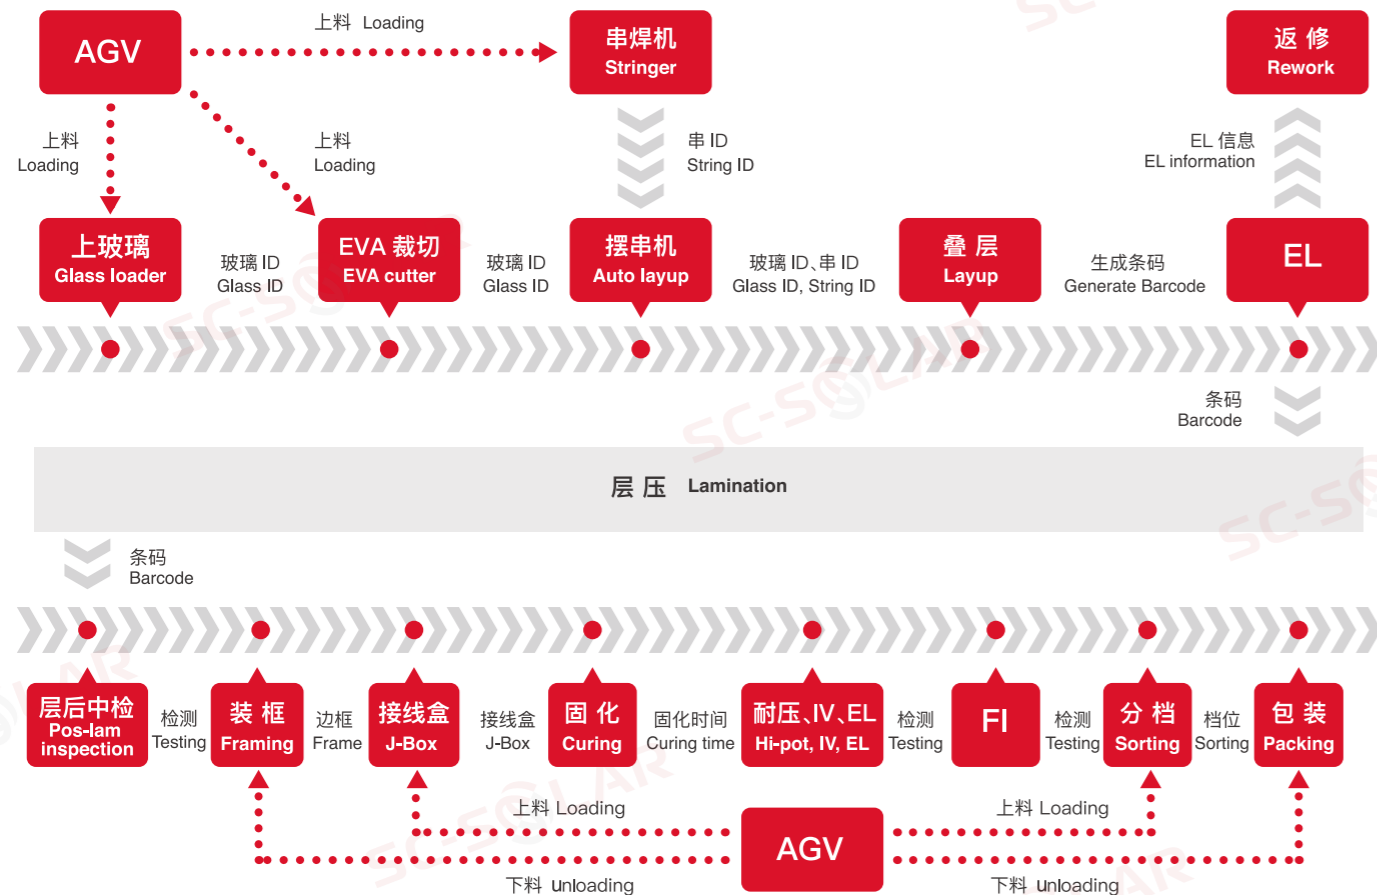 AGV
上料 Loading
串焊机
Stringer
返 修
Rework
上料
Loading
上料
Loading
串 ID
String ID
EL 信息
EL information
上玻璃
Glass loader
玻璃 ID
Glass ID
EVA 裁切
EVA cutter
玻璃 ID
Glass ID
摆串机
Auto layup
玻璃 ID、串 ID
Glass ID, String ID
叠 层
Layup
生成条码
Generate Barcode
EL
条码
Barcode
层 压 Lamination
条码
Barcode
层后中检
Pos-lam
inspection
检测
Testing
装 框
Framing
边框
Frame
接线盒
J-Box
接线盒
J-Box
固 化
Curing
固化时间
Curing time
耐压、IV、EL
Hi-pot, IV, EL
检测
Testing
FI
检测
Testing
分 档
Sorting
档位
Sorting
包 装
Packing
上料 Loading
AGV
上料 Loading
下料 unloading
下料 unloading
SC-SOLAR
SC-SOLAR
SC-SOLAR